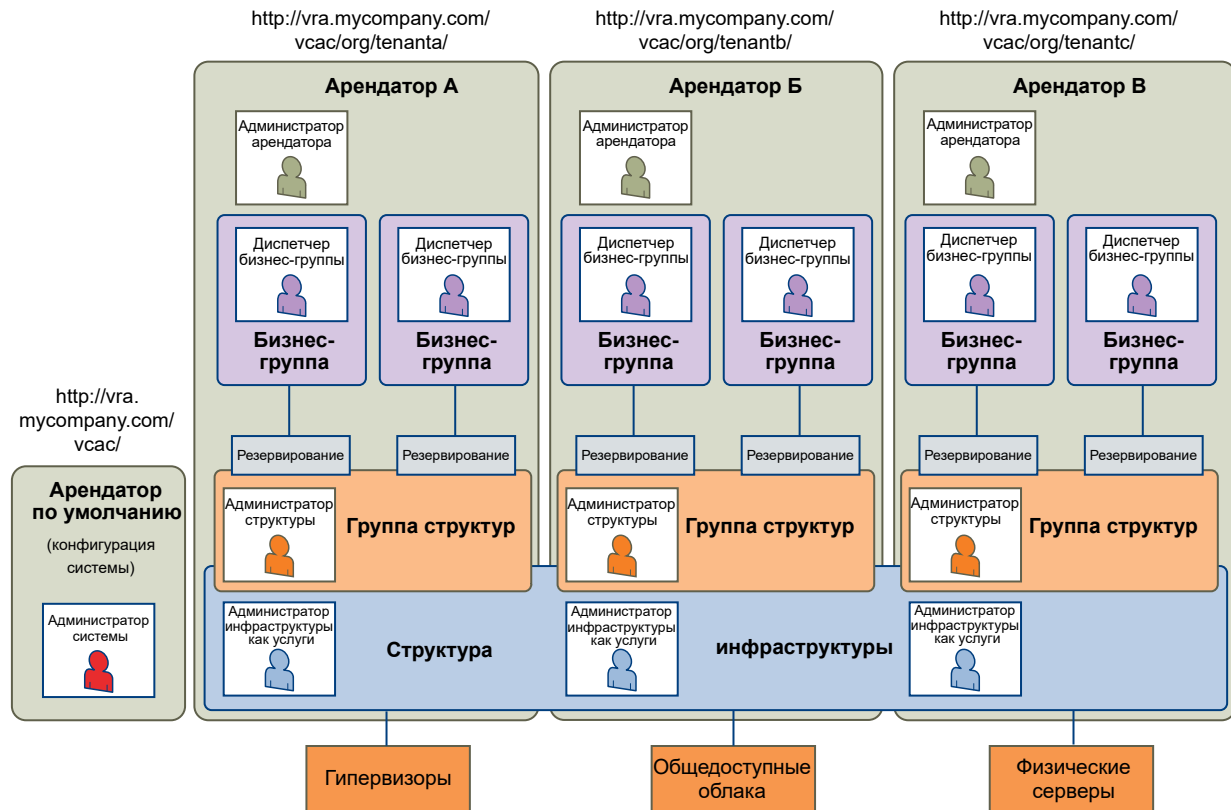 http://vra.mycompany.com/
vcac/org/tenanta/
http://vra.mycompany.com/
vcac/org/tenantb/
http://vra.mycompany.com/
vcac/org/tenantc/
Арендатор А
Арендатор Б
Арендатор В
Администратор
арендатора
Администратор
арендатора
Администратор
арендатора
Диспетчер
бизнес-группы
Бизнес-
группа
Диспетчер
бизнес-группы
Бизнес-
группа
Диспетчер
бизнес-группы
Бизнес-
группа
Диспетчер
бизнес-группы
Бизнес-
группа
Диспетчер
бизнес-группы
Бизнес-
группа
Диспетчер
бизнес-группы
Бизнес-
группа
http://vra.
mycompany.com/
vcac/
Арендатор
по умолчанию
(конфигурация
системы)
Администратор
системы
Резервирование
Резервирование
Резервирование
Резервирование
Резервирование
Резервирование
Администратор
структуры
Группа структур
Администратор
структуры
Группа структур
Администратор
структуры
Группа структур
Администратор
инфраструктуры
как услуги
Структура
Администратор
инфраструктуры
как услуги
инфраструктуры
Администратор
инфраструктуры
как услуги
Гипервизоры
Общедоступные
облака
Физические
серверы